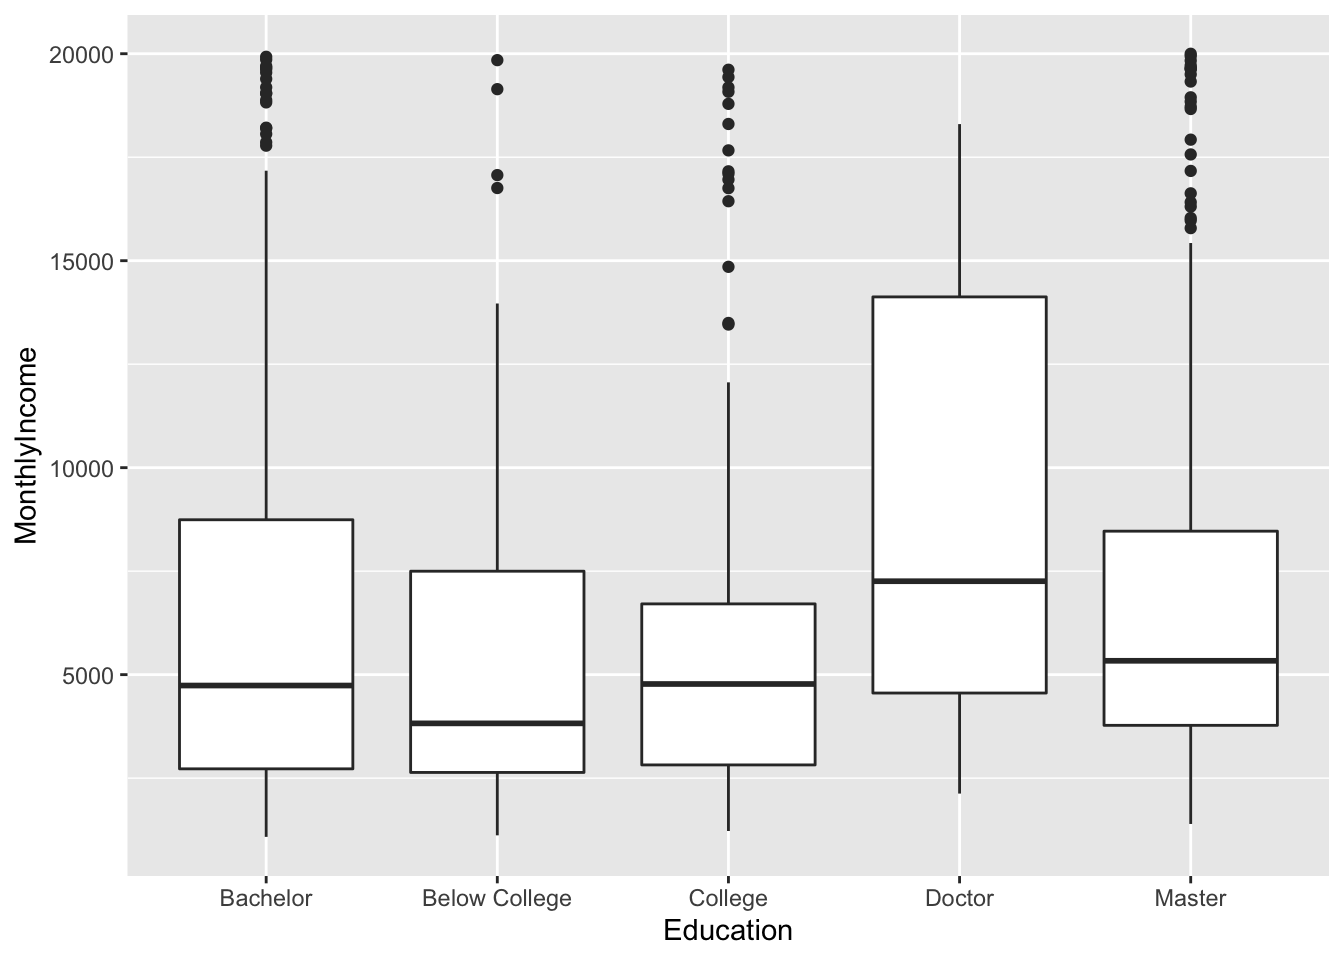 20000
15000
10000
5000
MonthlyIncome
Bachelor
Below College
College
Doctor
Master
Education